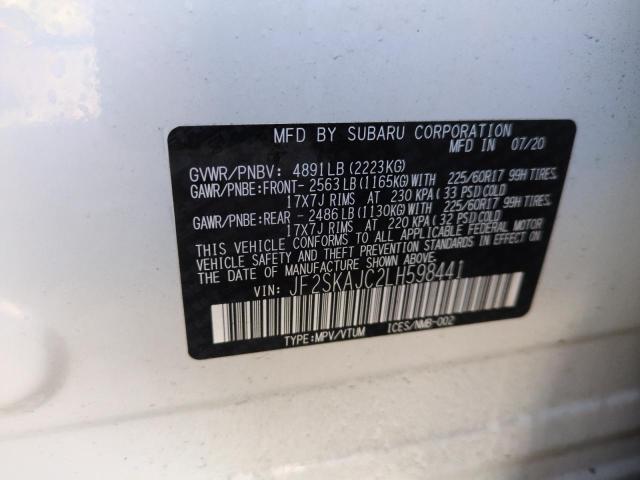 MFD BY SUBARU CORPORATION
MFD IN 07/20
GVWR/PNBV: 4891LB(2223KG)
GAWR/PNBE:FRONT- 2563LB(1165KG)WITH 225/60R17 99H TIRES.
17X7J RIMS AT 230 KPA(33 PSI)COLD
GAWR/PNBE:REAR -2486LB(1130KG)WITH 225/60R17 99H TIRES.
17X7J RIMS AT 220 KPA(32 PSI)COLD
THIS VEHICLE CONFORMS TO ALL APPLICABLE FEDERAL MOTOR
VEHICLE SAFETY AND BUMPER STANDARDS IN EFFECT ON THE DATE
OF MANUFACTURE SHOWN ABOVE.
VIN: JF2SKAJC2LH598441
TYPE:MPV/VTUM ICES/NMB-002